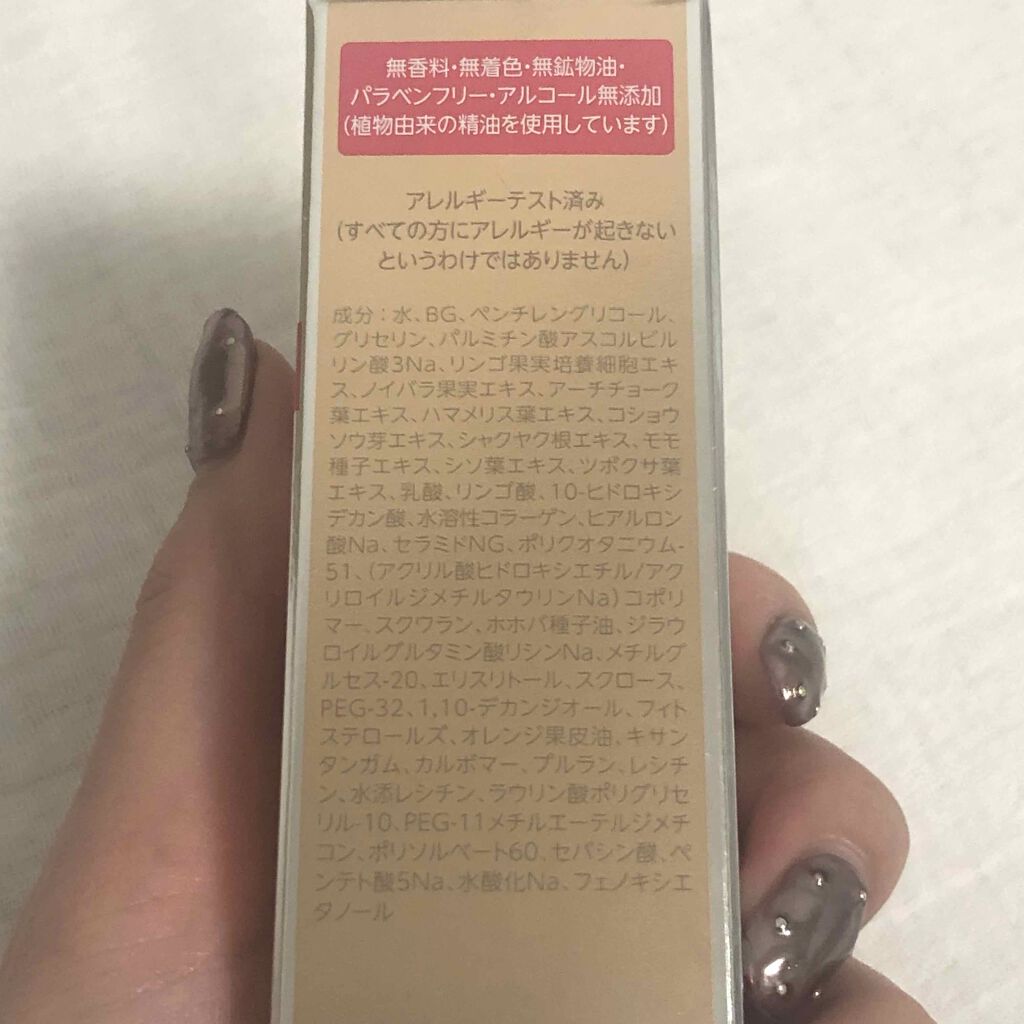 無香料・無着色・無鉱物油・
パラベンフリー・アルコール無添加
(植物由来の精油を使用しています)
アレルギーテスト済み
(すべての方にアレルギーが起きない
というわけではありません)
成分：水、BG、ペンチレングリコール、
グリセリン、パルミチン酸アスコルビル
リン酸3Na、リンゴ果実培養細胞エキ
ス、ノイバラ果実エキス、アーチチョーク
葉エキス、ハマメリス葉エキス、コショウ
ソウ芽エキス、シャクヤク根エキス、モモ
種子エキス、シソ葉エキス、ツボクサ葉
エキス、乳酸、リンゴ酸、10-ヒドロキシ
デカン酸、水溶性コラーゲン、ヒアルロン
酸Na、セラミドNG、ポリクオタニウム-
51、(アクリル酸ヒドロキシエチル/アク
リロイルジメチルタウリンNa)コポリ
マー、スクワラン、ホホバ種子油、ジラウ
ロイルグルタミン酸リシンNa、メチルグ
ルセス-20、エリスリトール、スクロース、
PEG-32、1,10-デカンジオール、フィト
ステロールズ、オレンジ果皮油、キサン
タンガム、カルボマー、プルラン、レシチ
ン、水添レシチン、ラウリン酸ポリグリセ
リル-10、PEG-11メチルエーテルジメチ
コン、ポリソルベート60、セバシン酸、ペ
ンテト酸5Na、水酸化Na、フェノキシエ
タノール